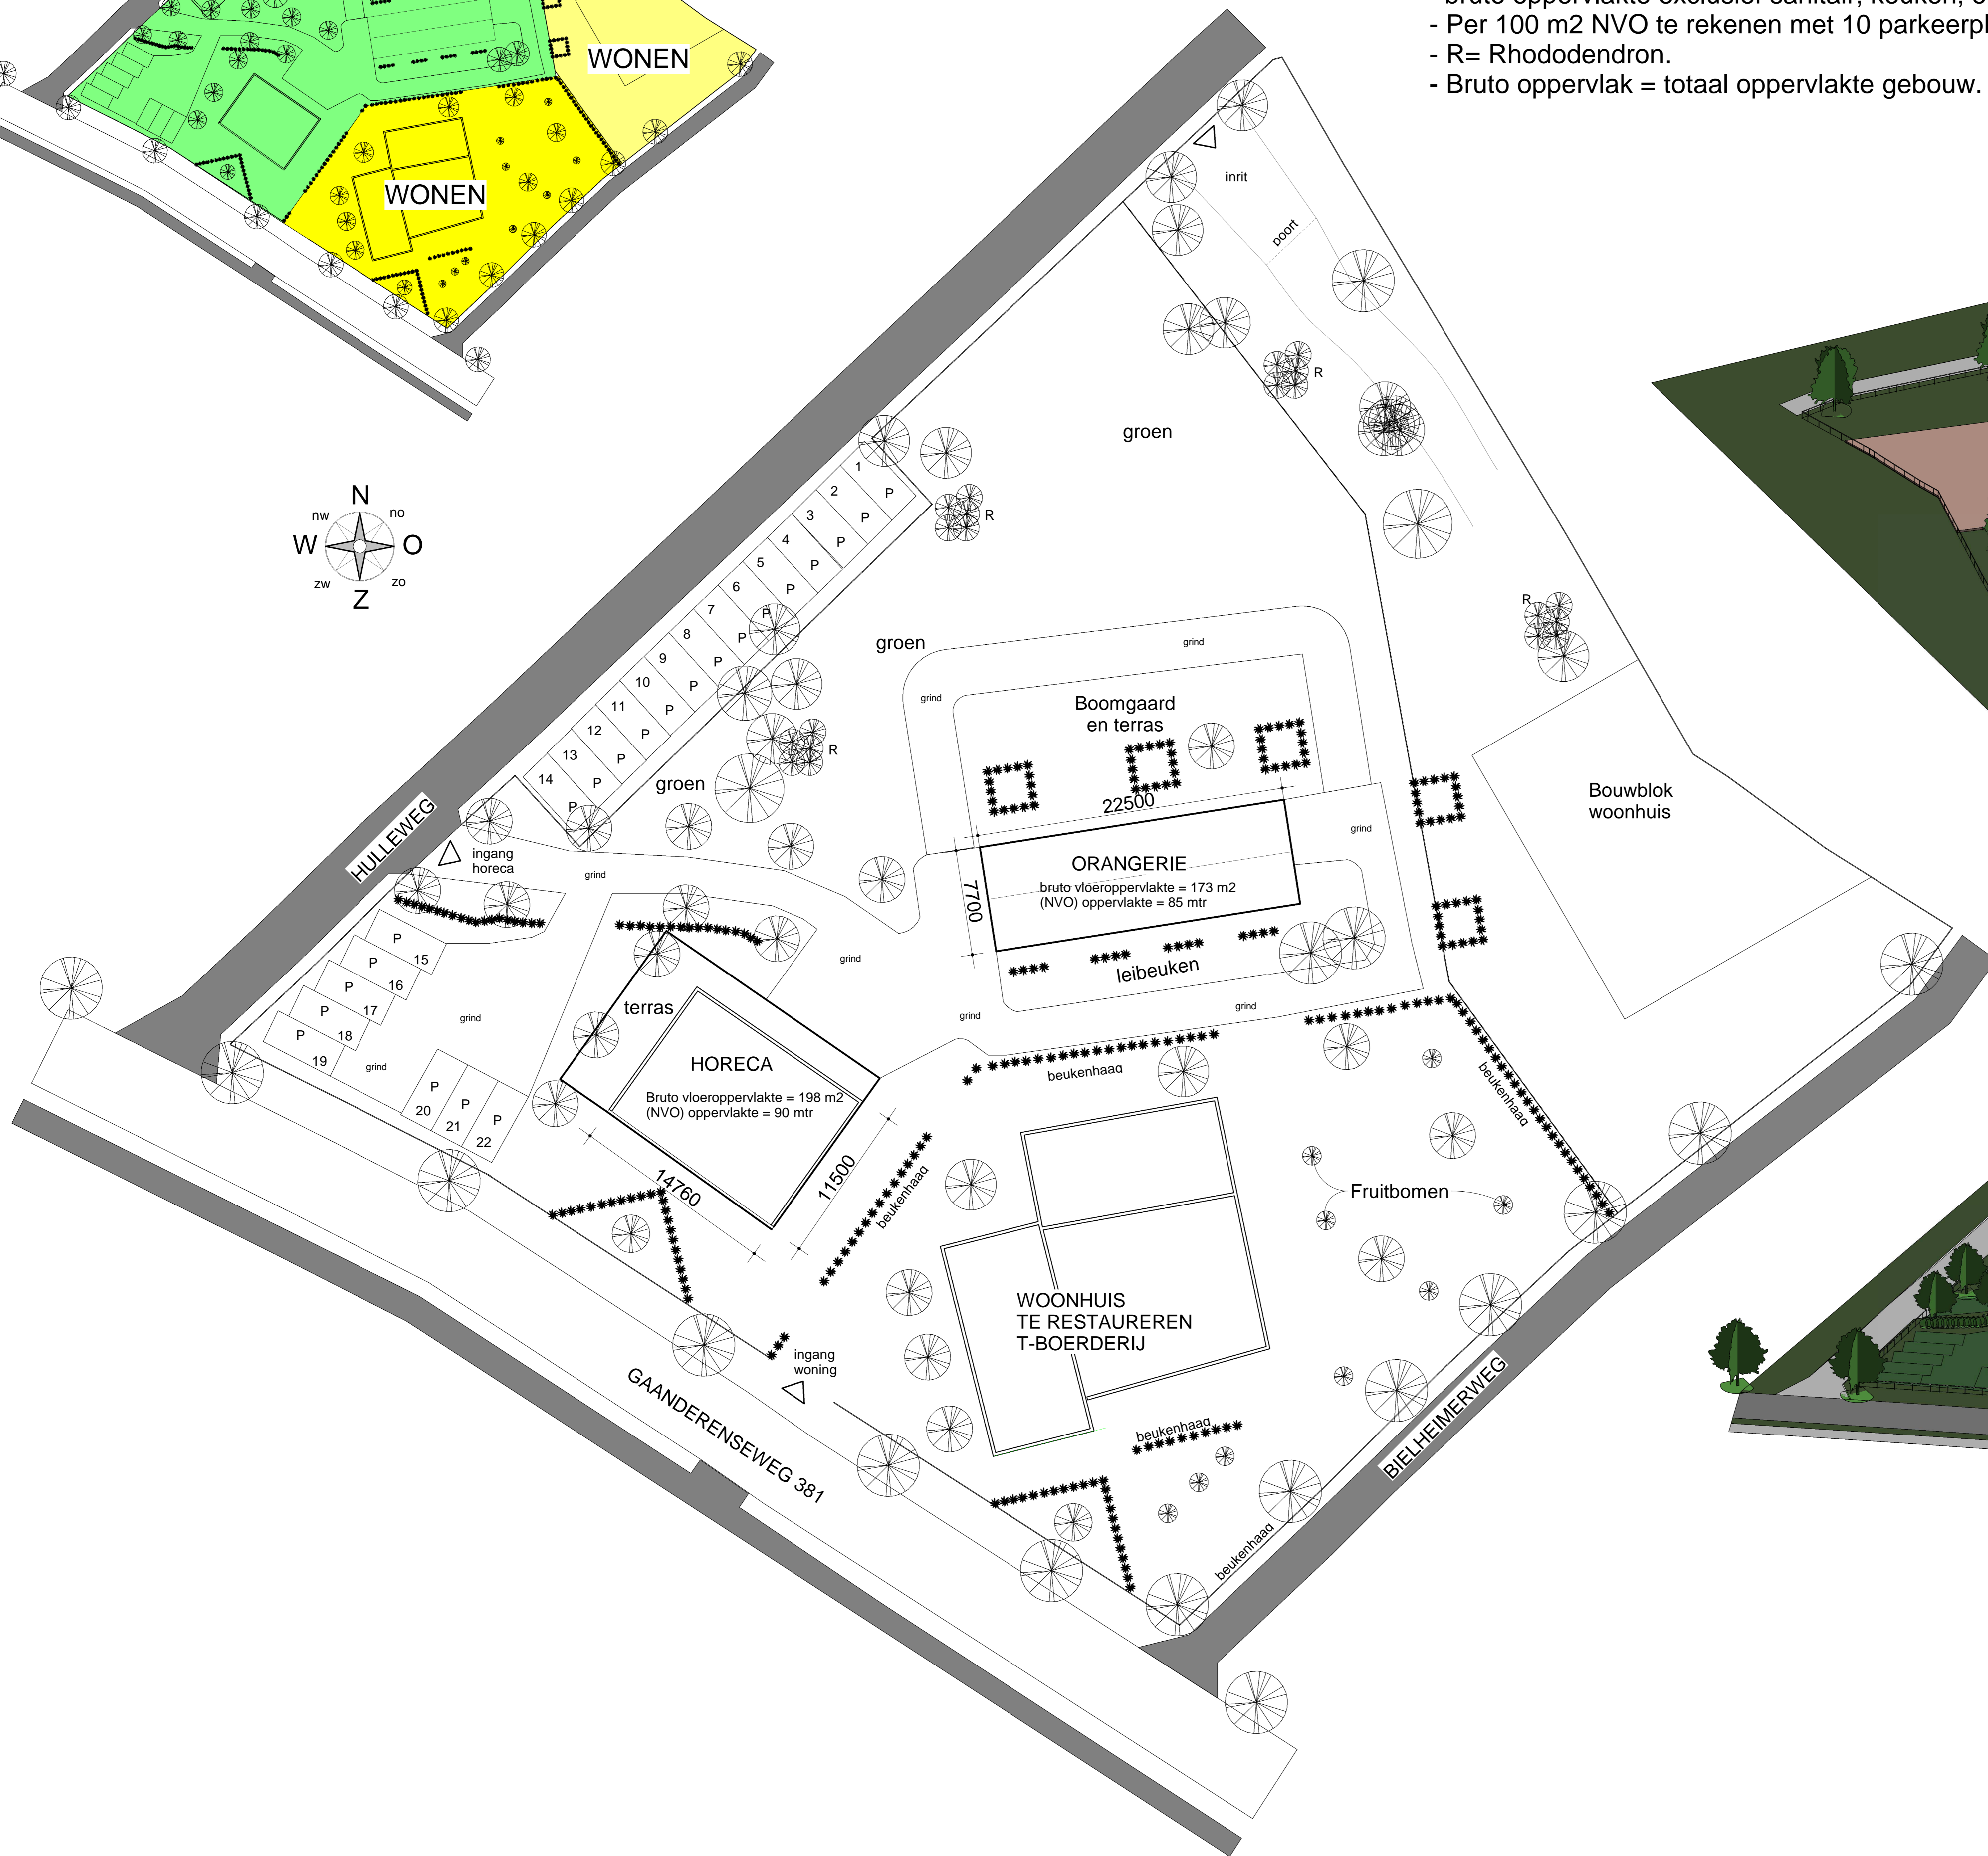 bruto oppervlakte exclusief sanitair, keuken,
- Per 100 m2 NVO te rekenen met 10
- R= Rhododendron.
- Bruto oppervlak = totaal oppervlakte gebouw.
WONEN
WONEN
inrit
poort
R
groen
N
nw
no
W
O
zw
zo
Z
1
P
2
P
3
P
4
P
5
P
6
P
7
P
8
P
9
P
10
P
11
P
12
P
13
P
14
P
R
R
groen
grind
grind
Boomgaard
en terras
R
groen
22500
Bouwblok
woonhuis
HULLEWEG
ingang
horeca
grind
ORANGERIE
bruto vloeroppervlakte = 173 m2
(NVO) oppervlakte = 85 mtr
7700
grind
leibeuken
P
15
P
16
P
17
P
18
P
19
grind
grind
grind
grind
grind
terras
HORECA
Bruto vloeroppervlakte = 198 m2
(NVO) oppervlakte = 90 mtr
P
20
P
21
P
22
14760
11500
beukenhaag
beukenhaag
beukenhaag
Fruitbomen
WOONHUIS
TE RESTAUREREN
T-BOERDERIJ
ingang
woning
GAANDERENSEWEG 381
beukenhaag
BIELHEIMERWEG
beukenhaag